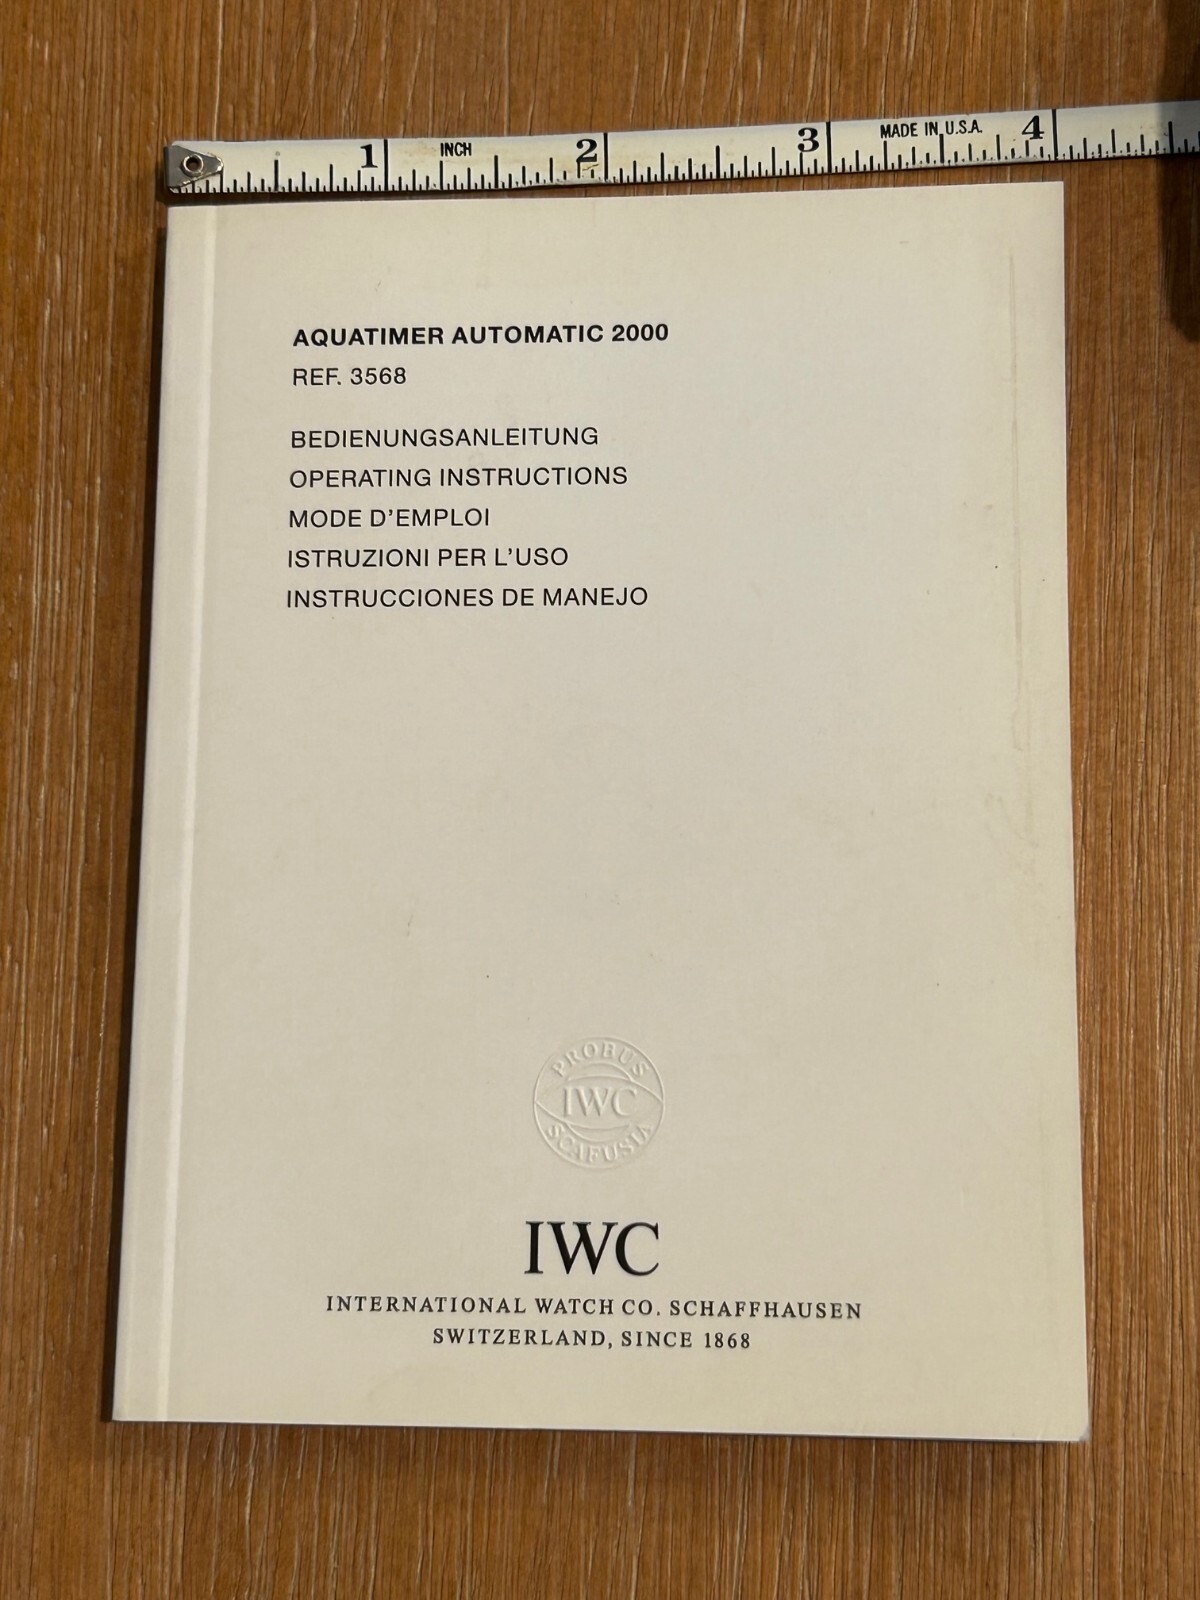 1 INCH 2 3 MADE IN U.S.A. 4
AQUATIMER AUTOMATIC 2000
REF. 3568
BEDIENUNGSANLEITUNG
OPERATING INSTRUCTIONS
MODE D'EMPLOI
ISTRUZIONI PER L'USO
INSTRUCCIONES DE MANEJO
PROBUS
IWC
SCAFUSIA
IWC
INTERNATIONAL WATCH CO. SCHAFFHAUSEN
SWITZERLAND, SINCE 1868